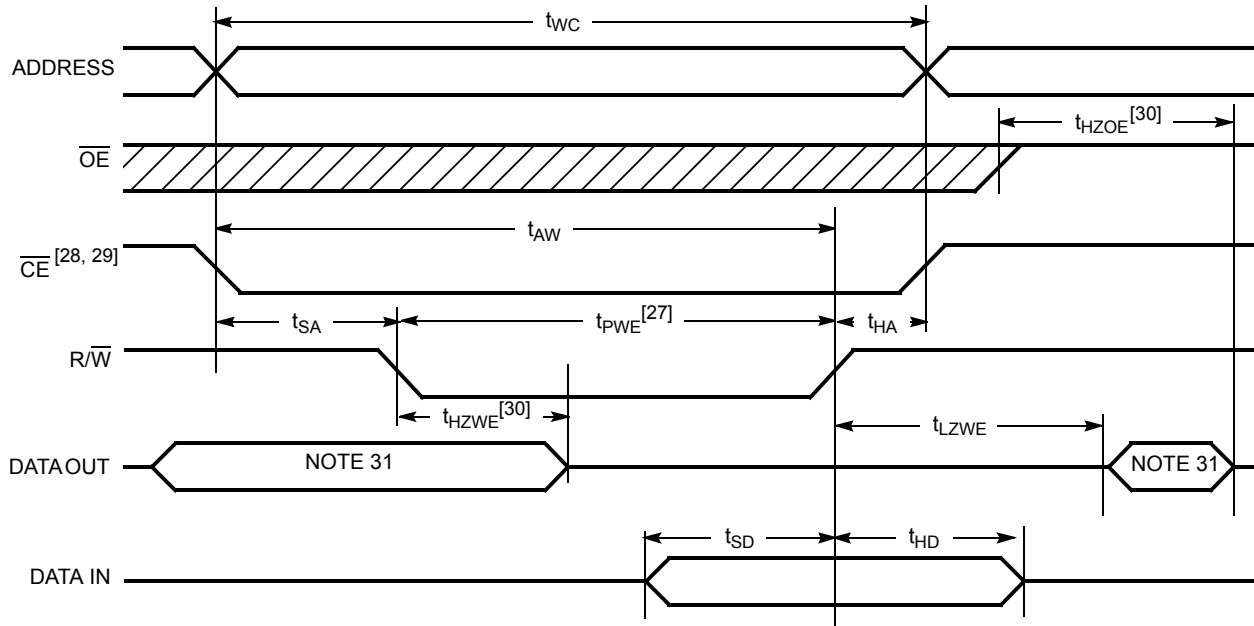 tWC
ADDRESS
tHZOE[30]
OE
tAW
CE [28, 29]
tSA
tPWE[27]
tHA
R/W
tHZWE[30]
tLZWE
DATA OUT
NOTE 31
NOTE 31
tSD
tHD
DATA IN